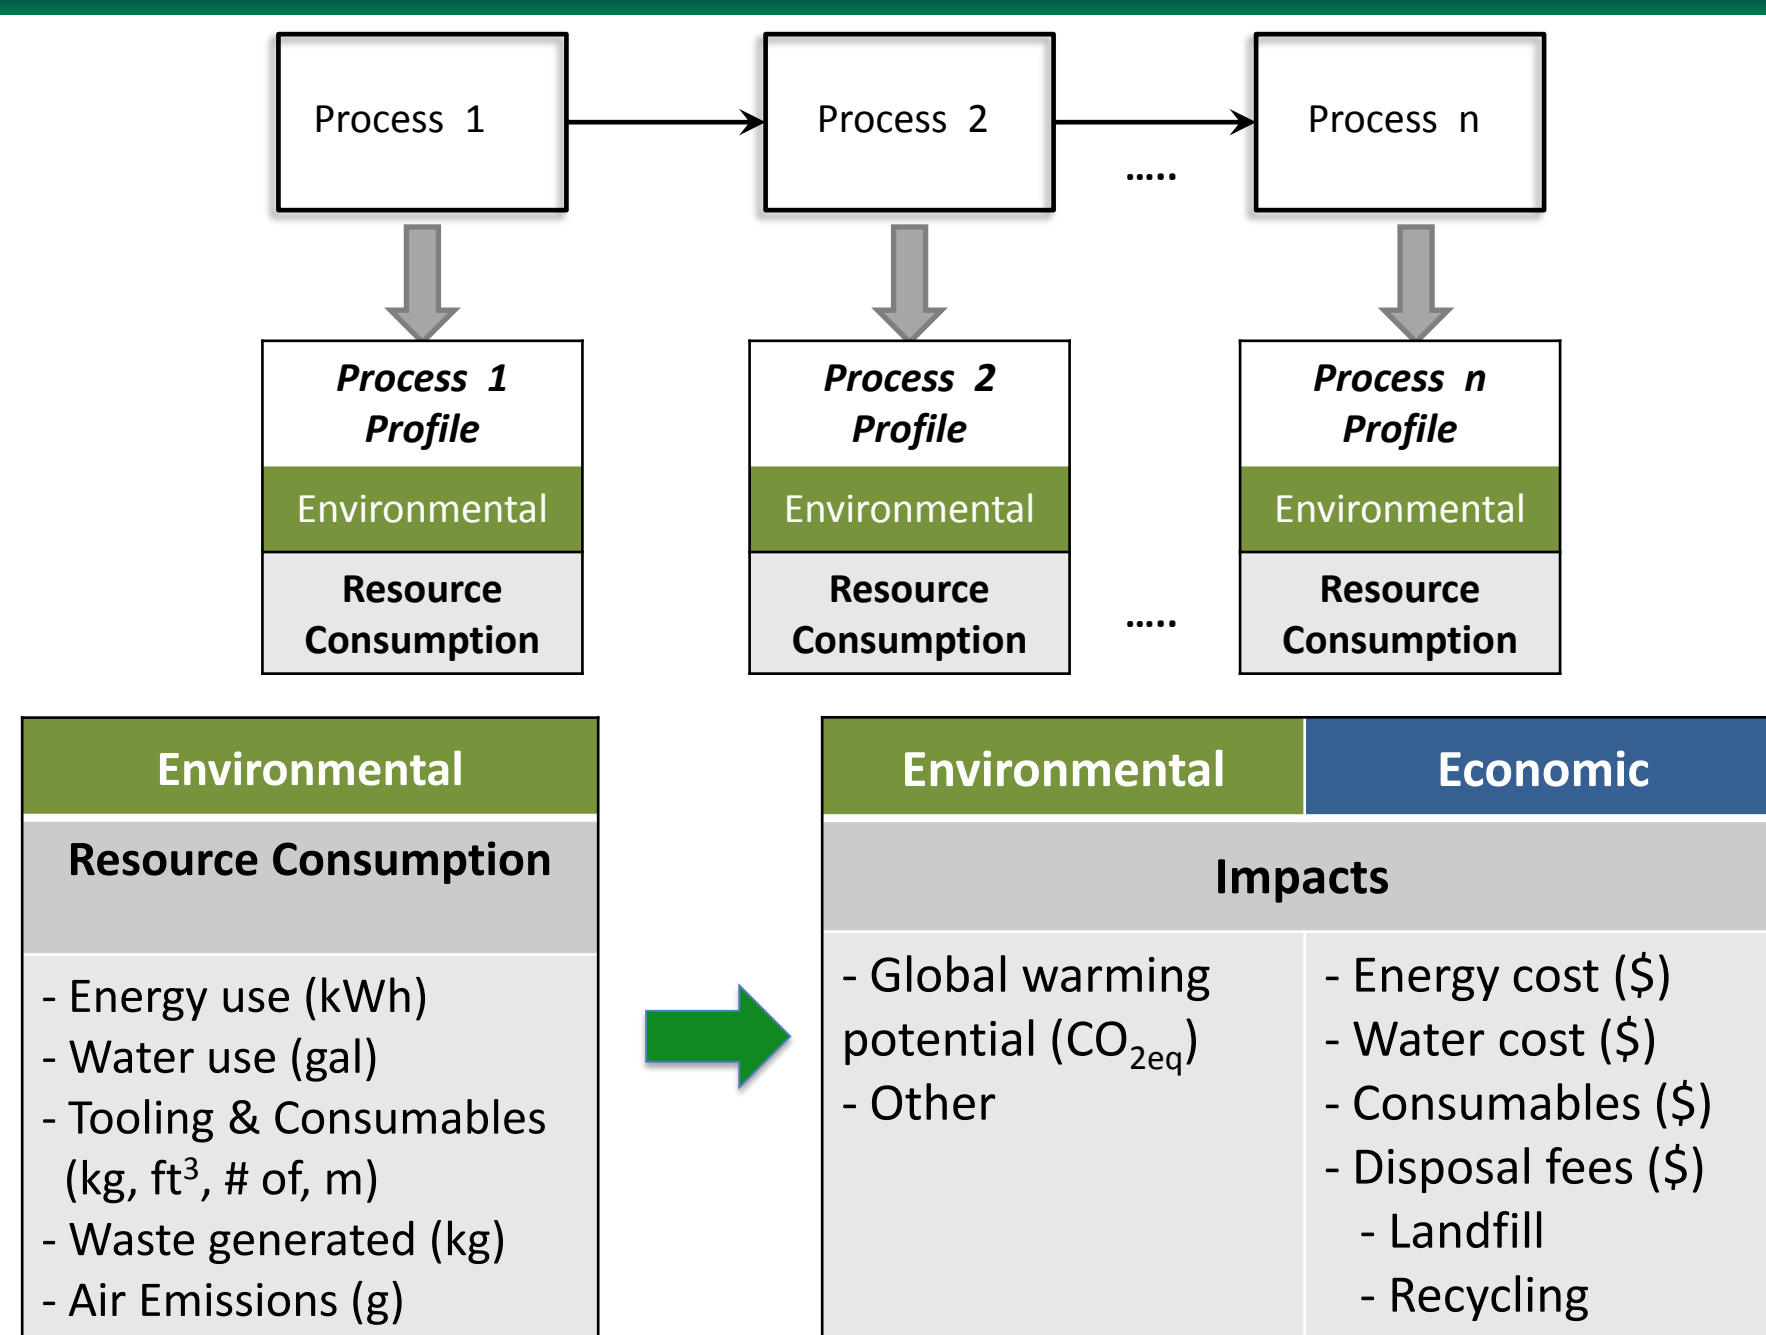 Process 1
Process 2
Process n
.....
Process 1
Profile
Environmental
Resource
Consumption
Process 2
Profile
Environmental
Resource
Consumption
.....
Process n
Profile
Environmental
Resource
Consumption
Environmental
Resource Consumption
- Energy use (kWh)
- Water use (gal)
- Tooling & Consumables
(kg, ft³, # of, m)
- Waste generated (kg)
- Air Emissions (g)
Environmental
Economic
Impacts
- Global warming
potential (CO₂eq)
- Other
- Energy cost ($)
- Water cost ($)
- Consumables ($)
- Disposal fees ($)
- Landfill
- Recycling